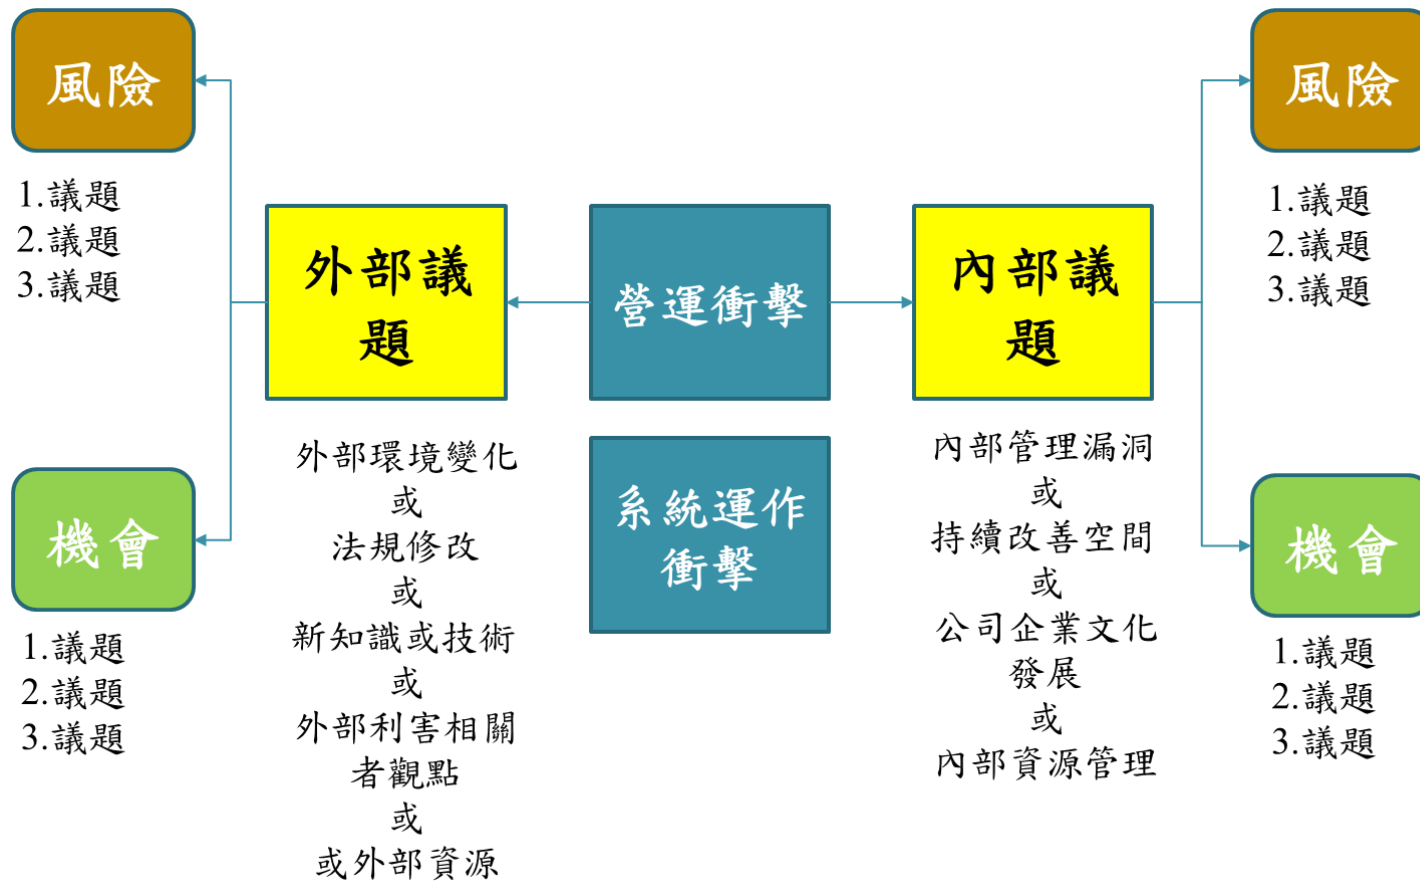 風險
1.議題
2.議題
3.議題
機會
1.議題
2.議題
3.議題
外部議
題
外部環境變化
或
法規修改
或
新知識或技術
或
外部利害相關
者觀點
或
或外部資源
營運衝擊
系統運作
衝擊
內部議
題
內部管理漏洞
或
持續改善空間
或
公司企業文化
發展
或
內部資源管理
風險
1.議題
2.議題
3.議題
機會
1.議題
2.議題
3.議題